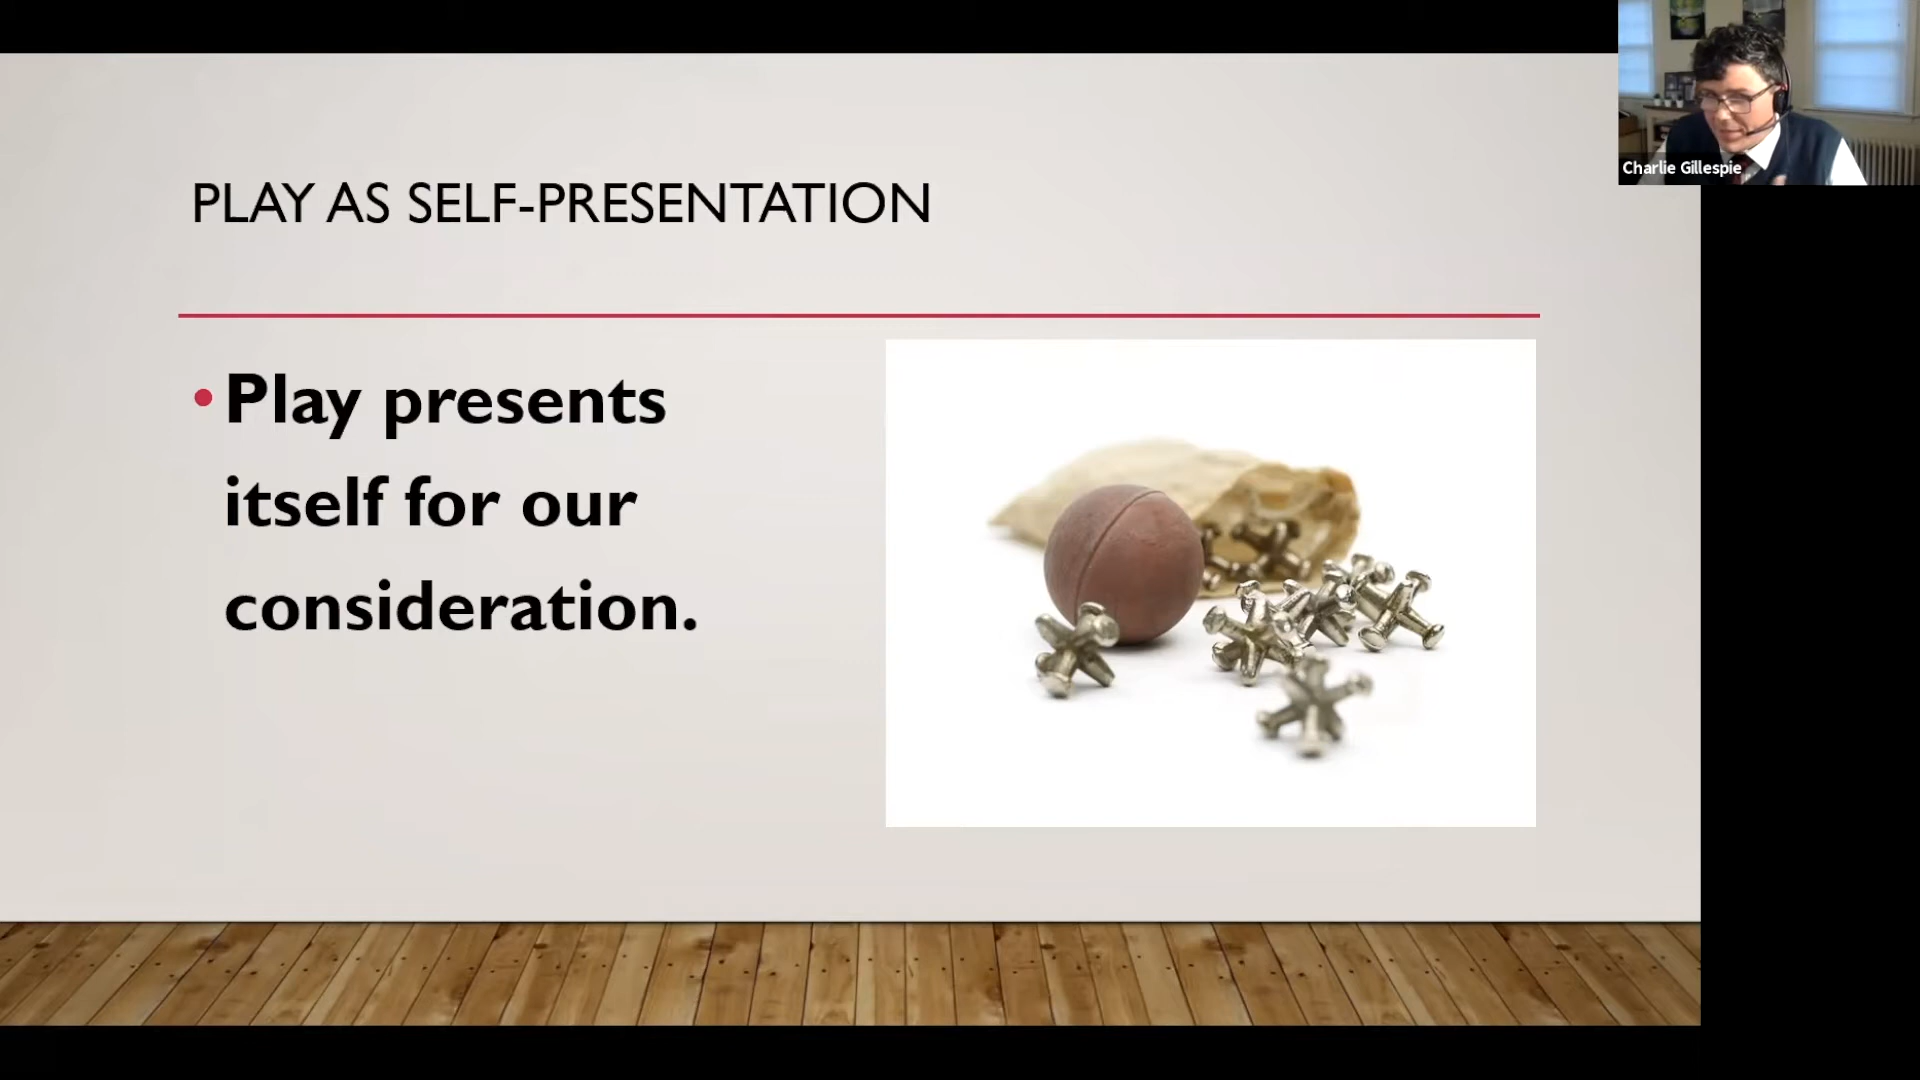 PLAY AS SELF-PRESENTATION
• Play presents
itself for our
consideration.
Charlie Gillespie